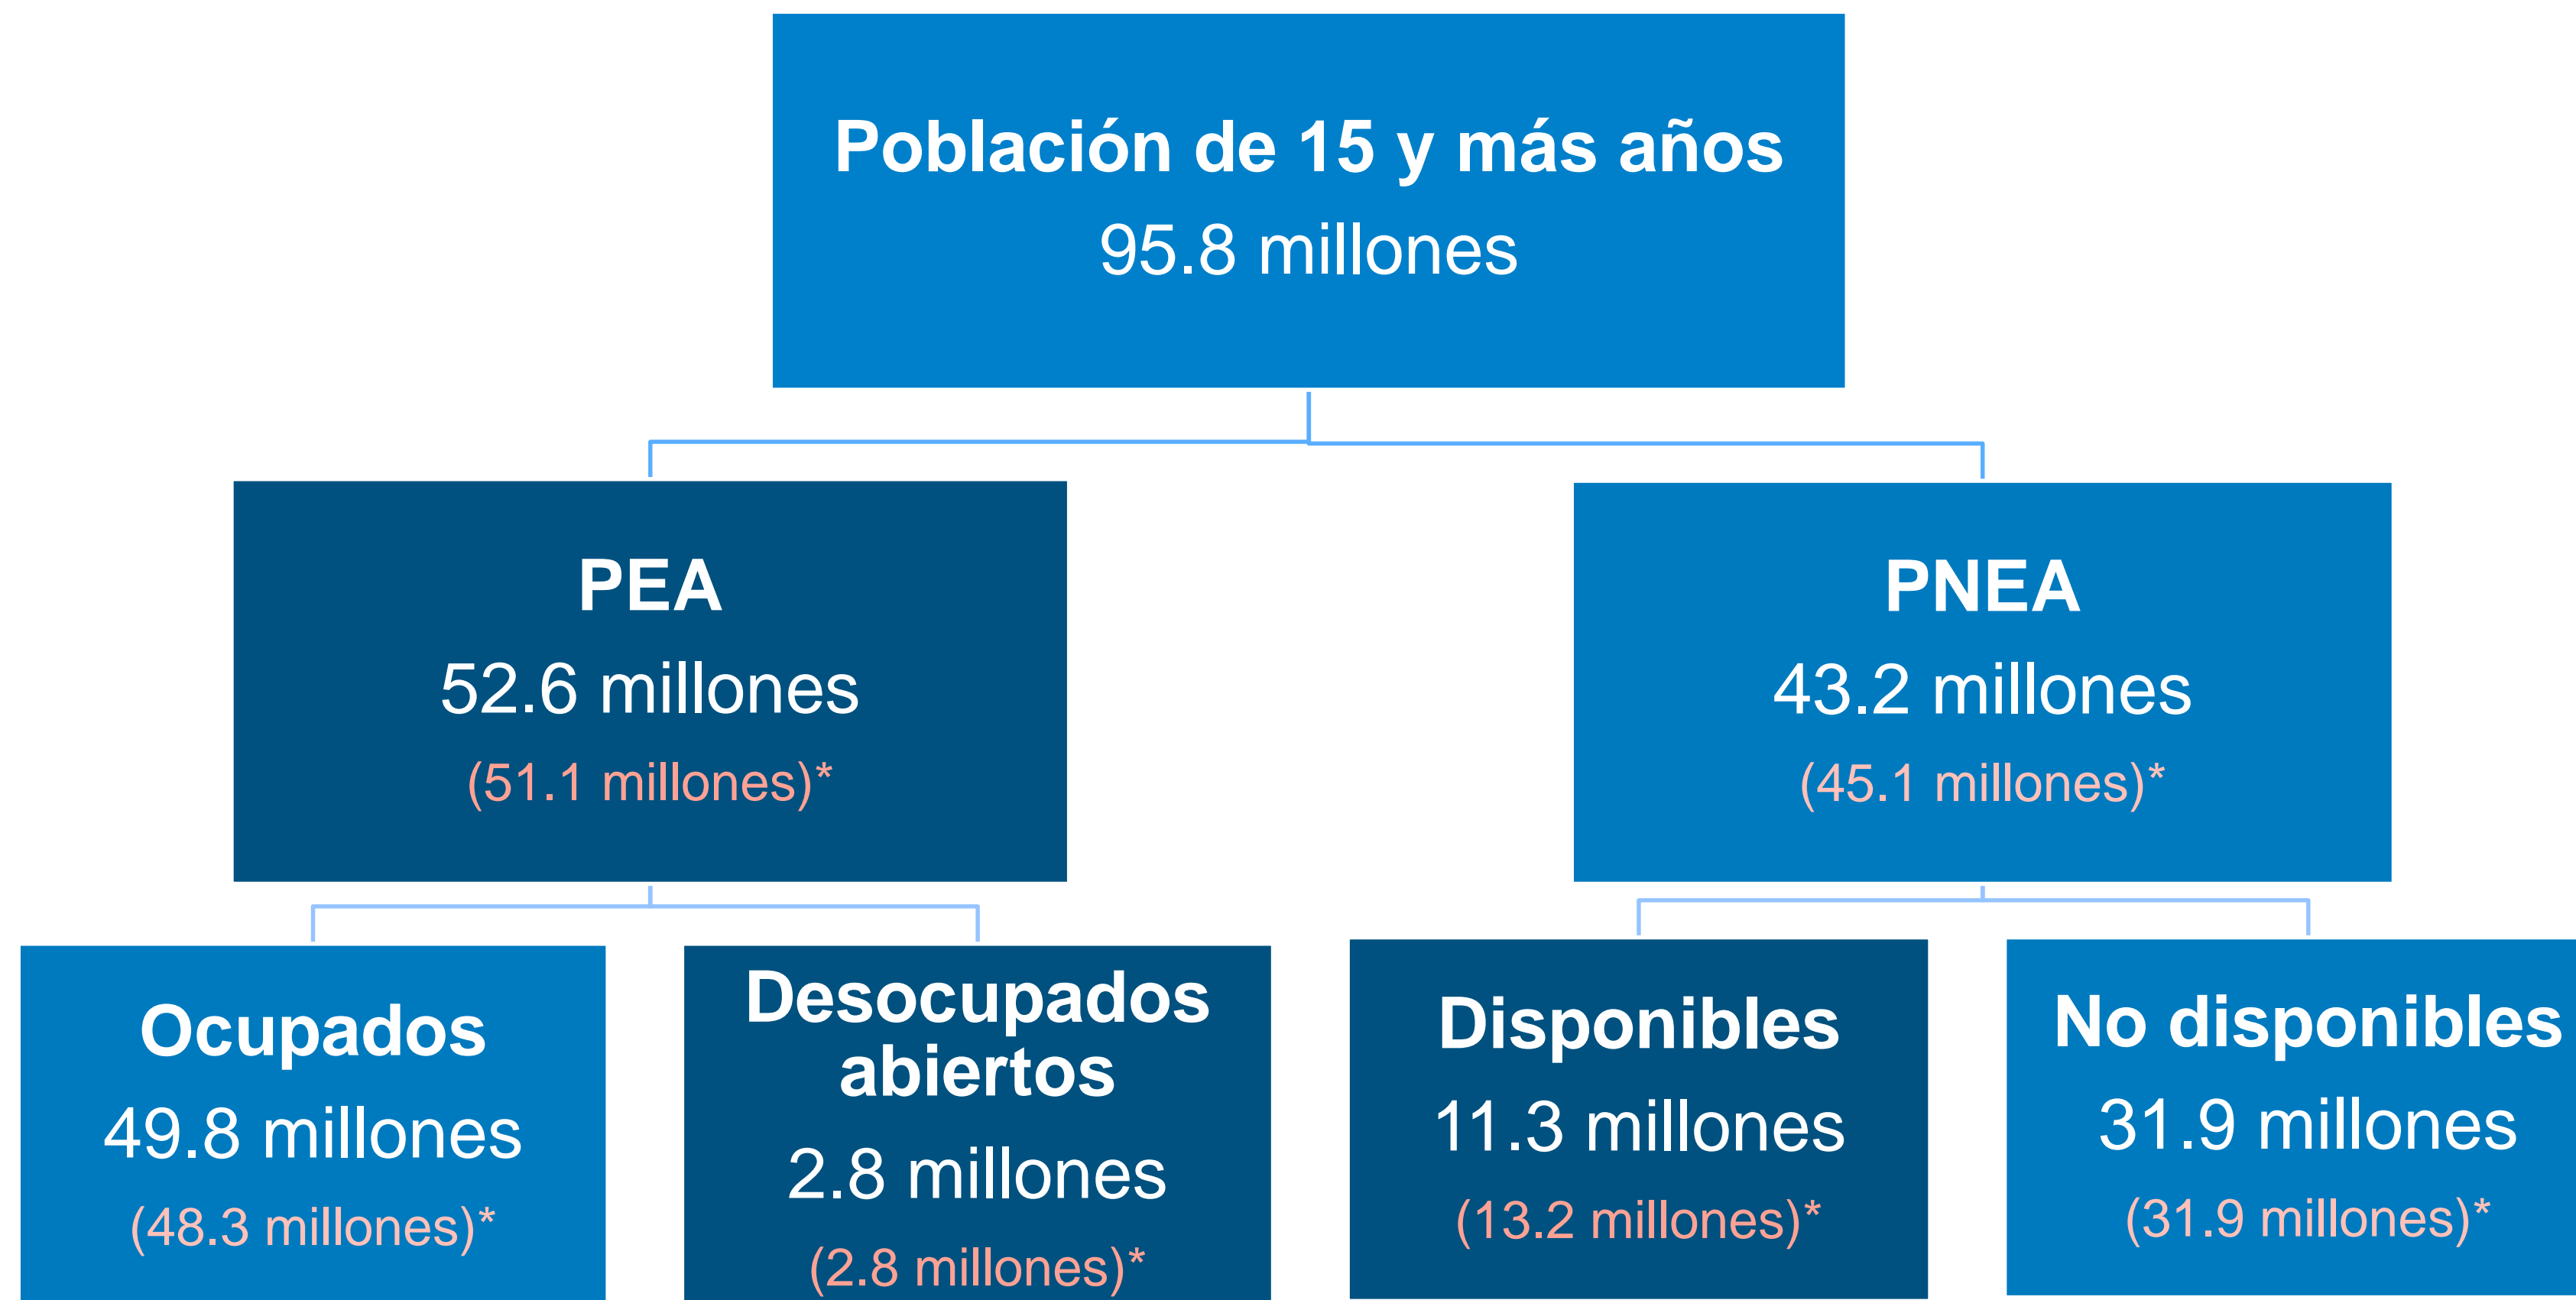 Población de 15 y más años
95.8 millones
PEA
52.6 millones
(51.1 millones)*
PNEA
43.2 millones
(45.1 millones)*
Ocupados
49.8 millones
(48.3 millones)*
Desocupados
abiertos
2.8 millones
(2.8 millones)*
Disponibles
11.3 millones
(13.2 millones)*
No disponibles
31.9 millones
(31.9 millones)*